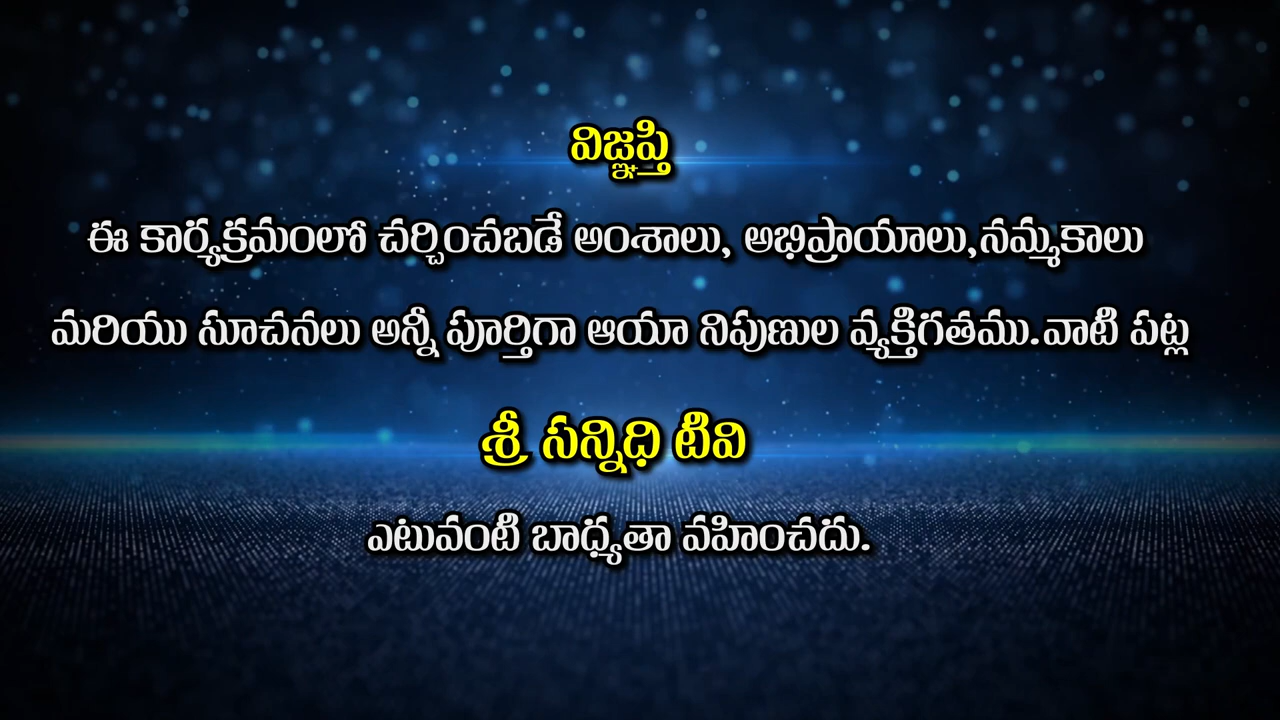 విజ్ఞప్తి
ఈ కార్యక్రమంలో చర్చించబడే అంశాలు, అభిప్రాయాలు,నమ్మకాలు
మరియు సూచనలు అన్నీ పూర్తిగా ఆయా నిపుణుల వ్యక్తిగతము.వాటి పట్ల
శ్రీ సన్నిధి టివి
ఎటువంటి బాధ్యతా వహించదు.